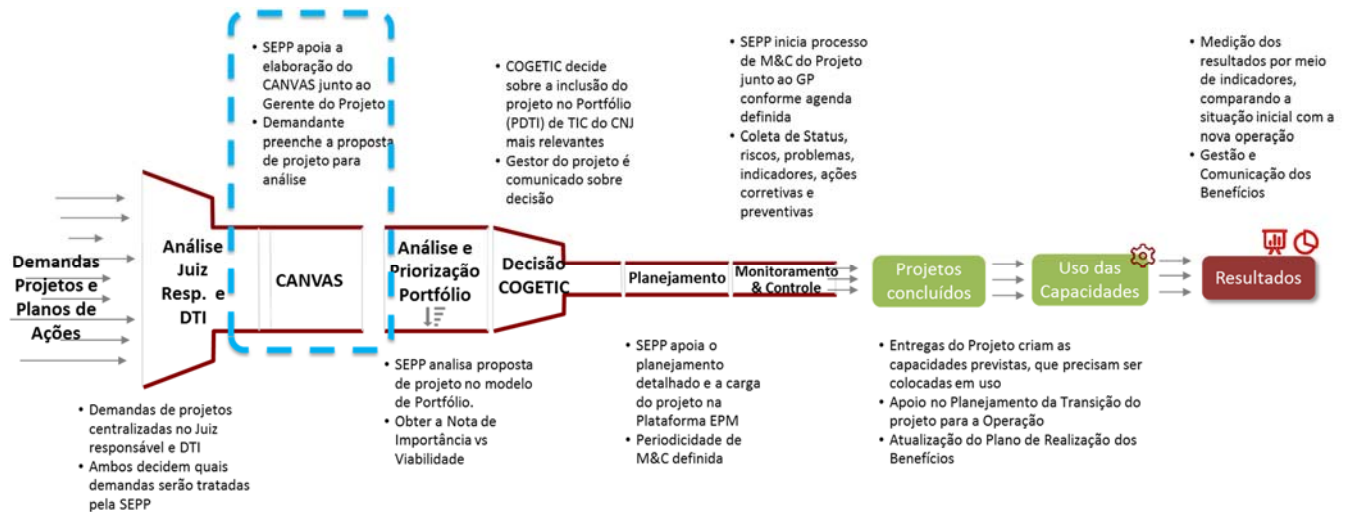 • SEPP apoia a
elaboração do
CANVAS junto ao
Gerente do Projeto
• Demandante
preenche a proposta
de projeto para
análise
• COGETIC decide
sobre a inclusão do
projeto no Portfólio
(PDTI) de TIC do CNJ
mais relevantes
• Gestor do projeto é
comunicado sobre
decisão
• SEPP inicia processo
de M&C do Projeto
junto ao GP
conforme agenda
definida
• Coleta de Status,
riscos, problemas,
indicadores, ações
corretivas e
preventivas
• Medição dos
resultados por meio
de indicadores,
comparando a
situação inicial com a
nova operação
• Gestão e
Comunicação dos
Benefícios
Demandas
Projetos e
Planos de
Ações
Análise
Juiz
Resp. e
DTI
CANVAS
Análise e
Priorização
Portfólio
Decisão
COGETIC
Planejamento
Monitoramento
& Controle
Projetos
concluídos
Uso das
Capacidades
Resultados
• Demandas de projetos
centralizadas no Juiz
responsável e DTI
• Ambos decidem quais
demandas serão tratadas
pela SEPP
• SEPP analisa proposta
de projeto no modelo
de Portfólio.
• Obter a Nota de
Importância vs
Viabilidade
• SEPP apoia o
planejamento
detalhado e a carga
do projeto na
Plataforma EPM
• Periodicidade de
M&C definida
• Entregas do Projeto criam as
capacidades previstas, que precisam ser
colocadas em uso
• Apoio no Planejamento da Transição do
projeto para a Operação
• Atualização do Plano de Realização dos
Benefícios